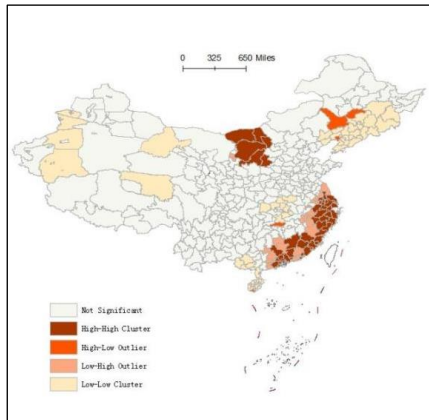 0 325 650 Miles
Not Significant
High-High Cluster
High-Low Outlier
Low-High Outlier
Low-Low Cluster